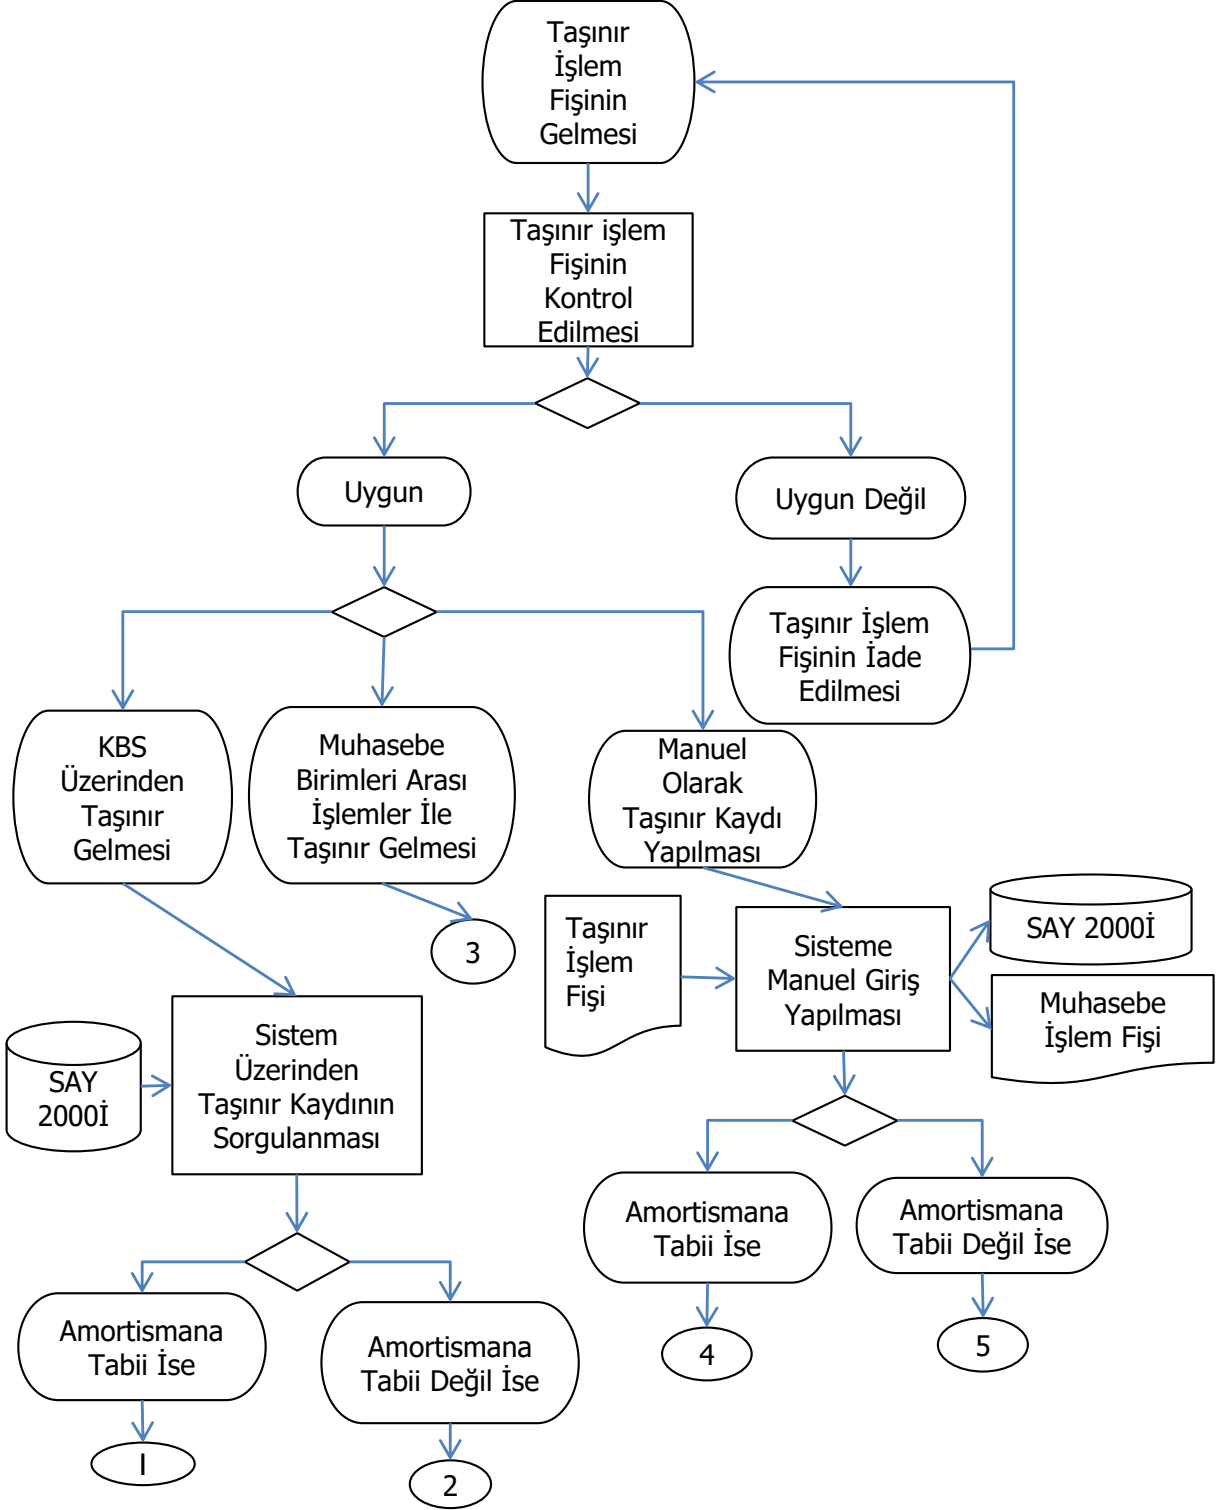 Taşınır
İşlem
Fişinin
Gelmesi
Taşınır işlem
Fişinin
Kontrol
Edilmesi
Uygun
Uygun Değil
Taşınır İşlem
Fişinin İade
Edilmesi
KBS
Üzerinden
Taşınır
Gelmesi
Muhasebe
Birimleri Arası
İşlemler İle
Taşınır Gelmesi
Manuel
Olarak
Taşınır Kaydı
Yapılması
3
Taşınır
İşlem
Fişi
Sisteme
Manuel Giriş
Yapılması
SAY 2000İ
Muhasebe
İşlem Fişi
SAY
2000İ
Sistem
Üzerinden
Taşınır Kaydının
Sorgulanması
Amortismana
Tabii İse
Amortismana
Tabii Değil İse
4
5
Amortismana
Tabii İse
Amortismana
Tabii Değil İse
I
2